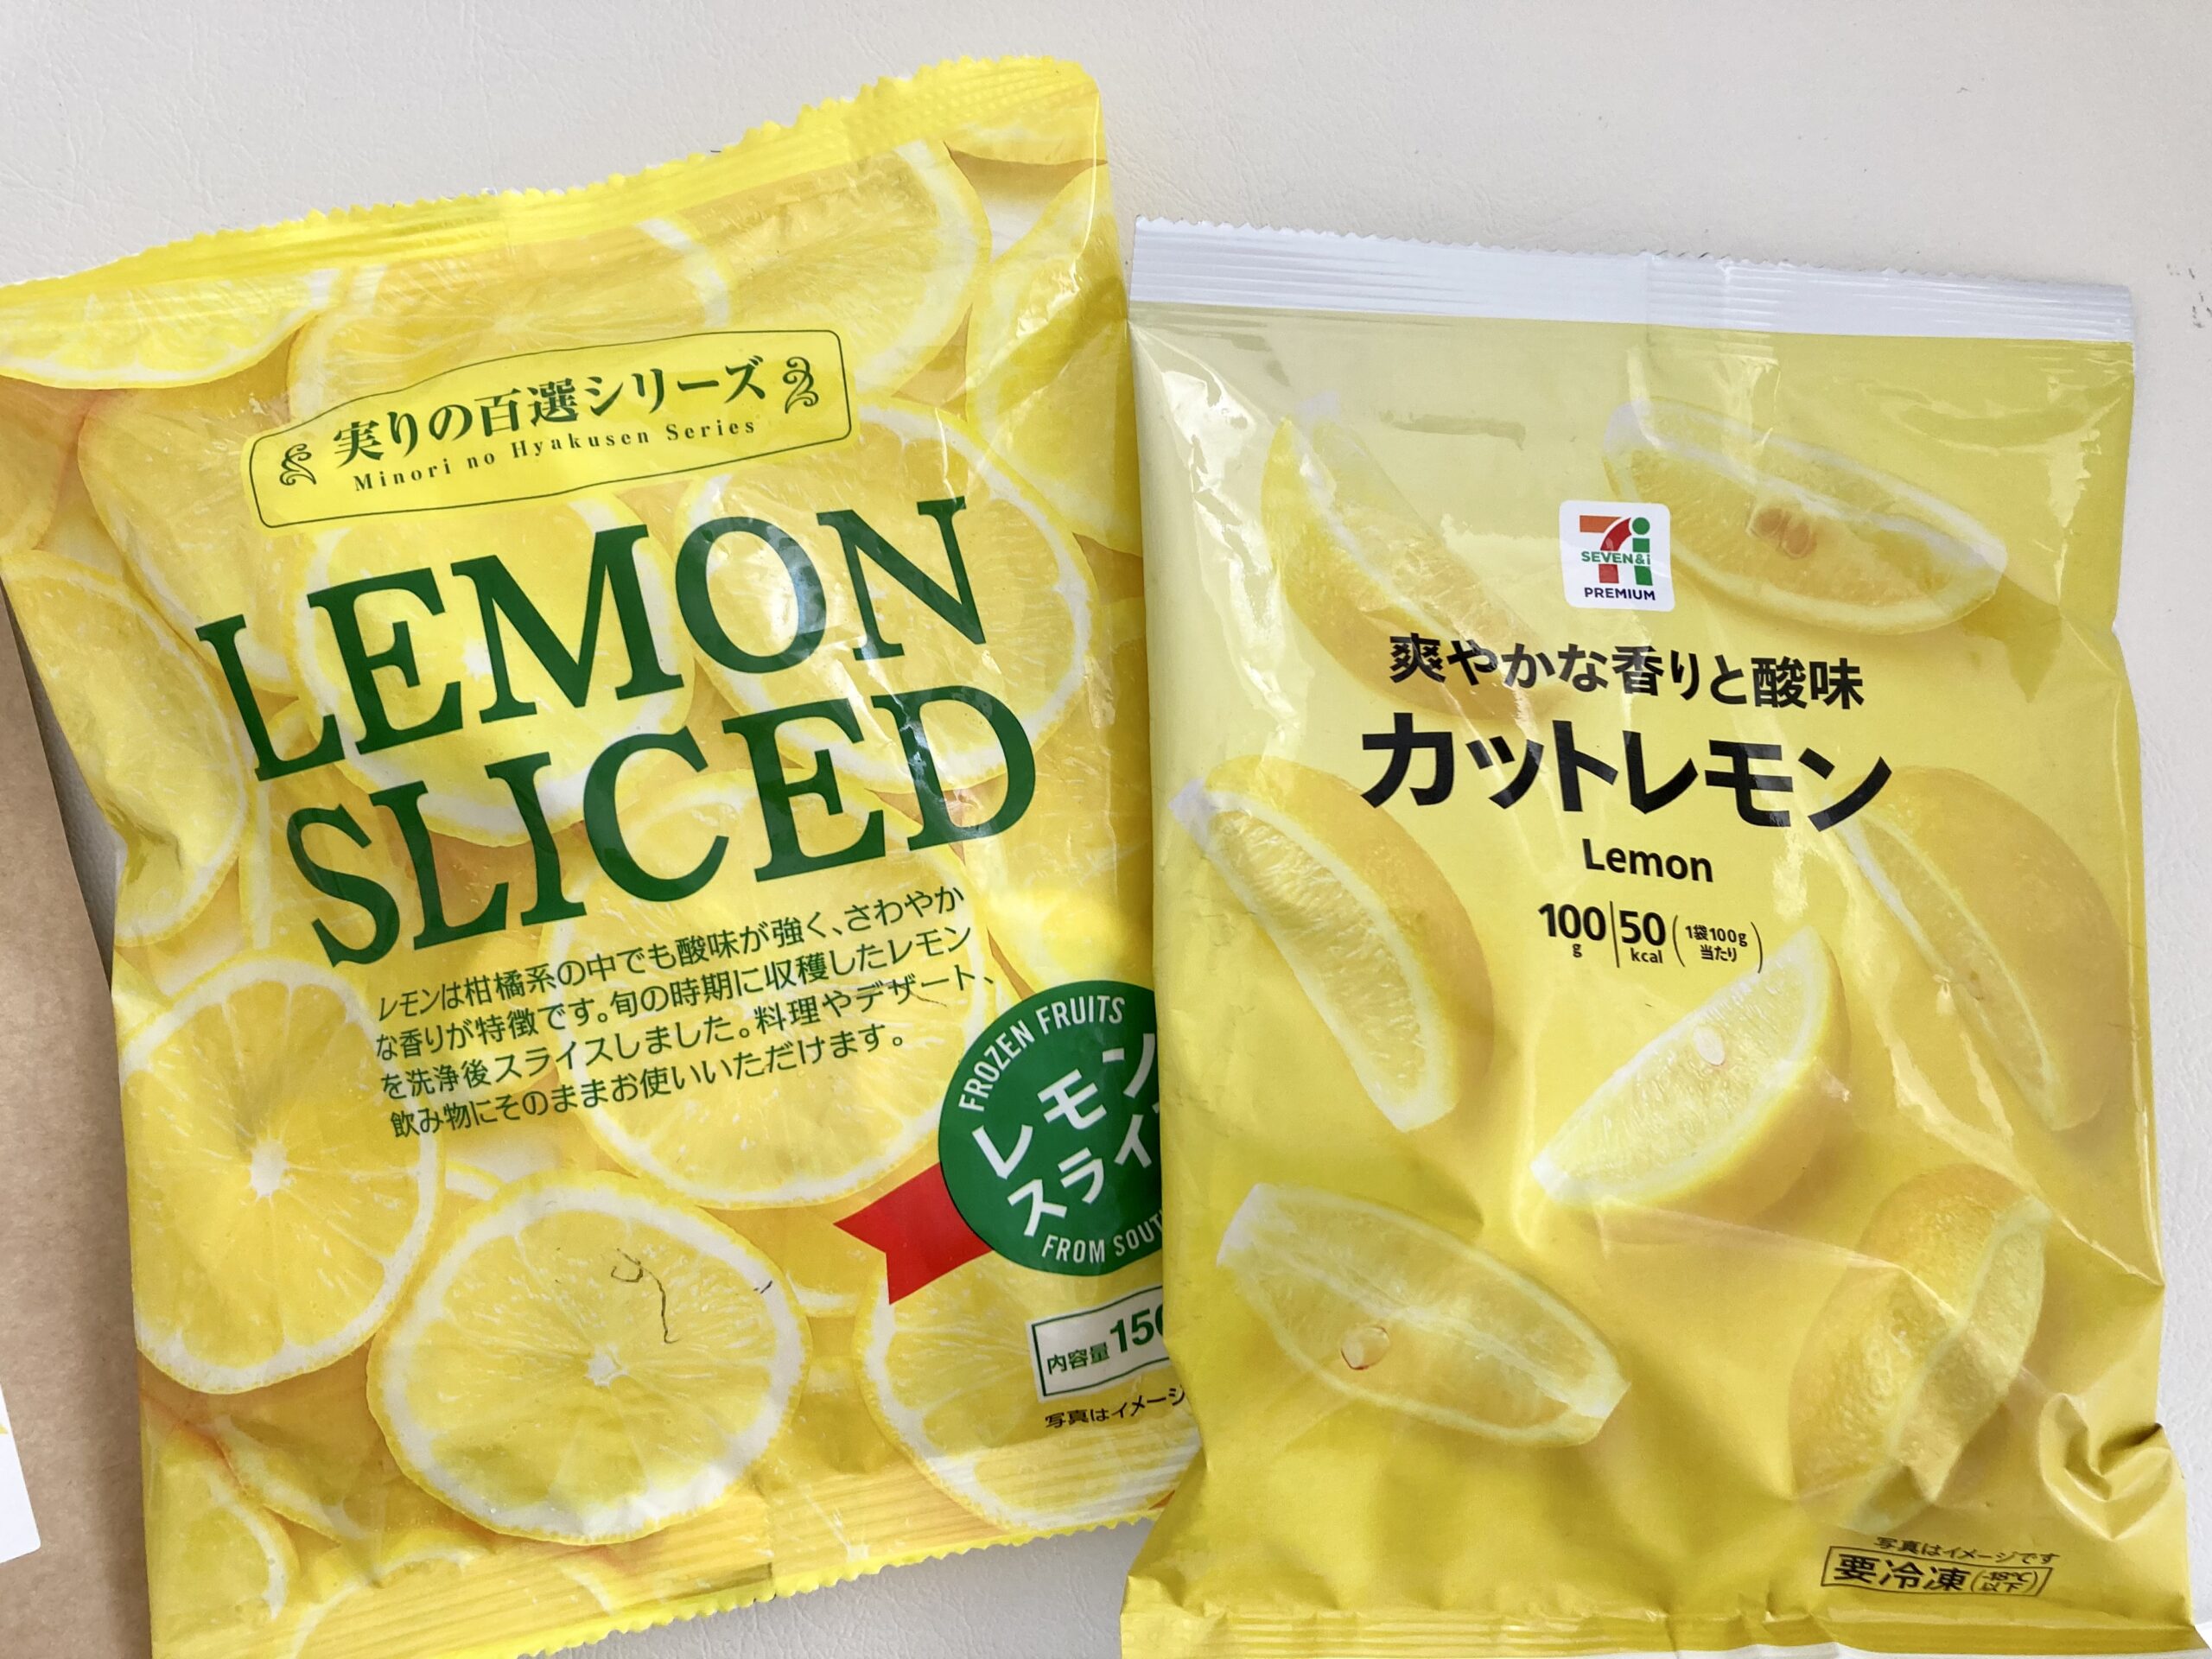 実りの百選シリーズ
Minori no Hyakusen Series
LEMON
SLICED
レモンは柑橘系の中でも酸味が強く、さわやか
な香りが特徴です。旬の時期に収穫したレモン
を洗浄後スライスしました。料理やデザート、
飲み物にそのままお使いいただけます。
FROZEN FRUITS
レモン
スライ
FROM SOUT
内容量 150
写真はイメージ
SEVEN&i
PREMIUM
爽やかな香りと酸味
カットレモン
Lemon
100g 50kcal (1袋100g当たり)
写真はイメージです
要冷凍 (-18℃以下)